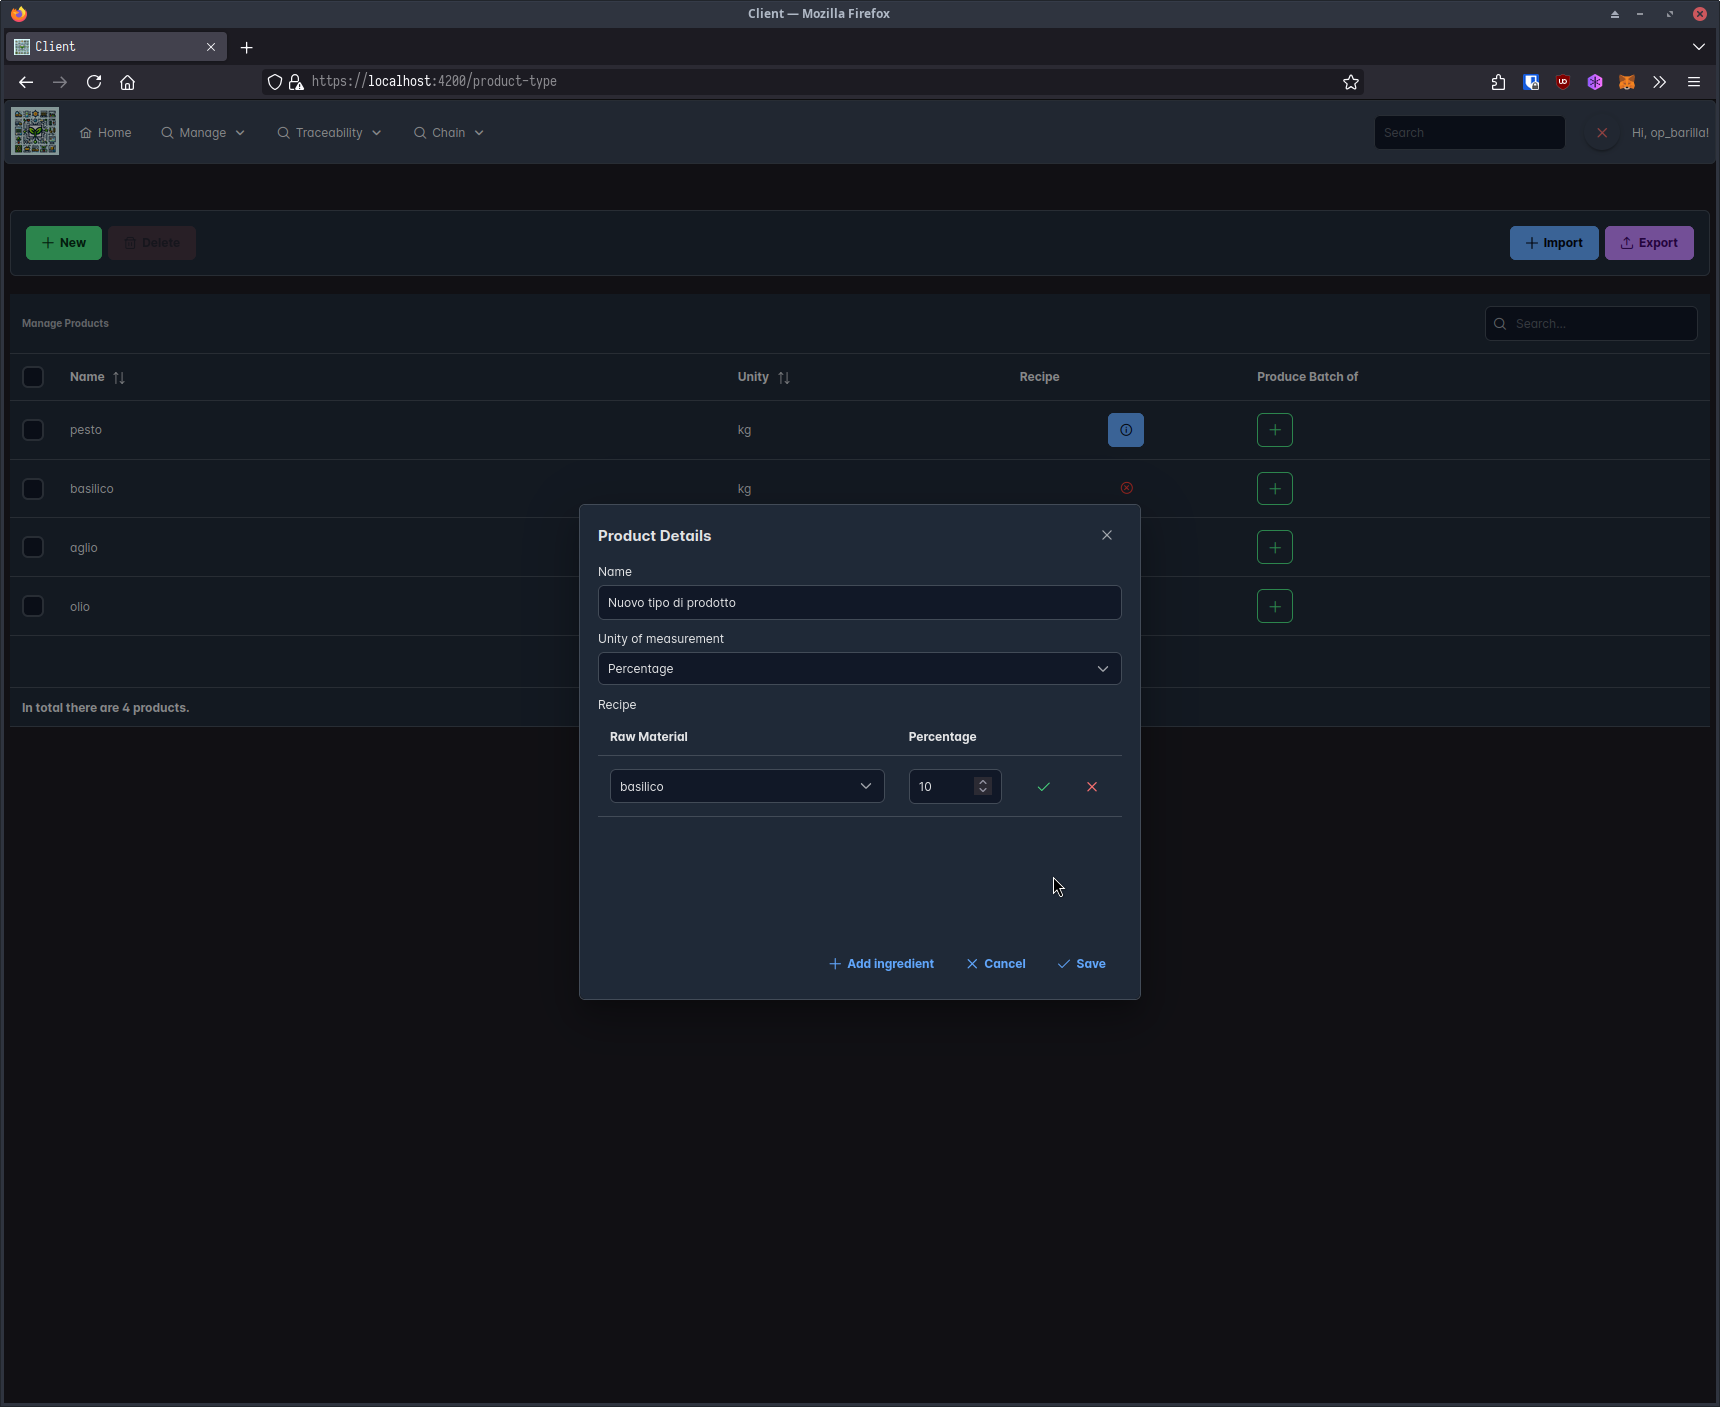 Client — Mozilla Firefox
Client
https://localhost:4200/product-type
Home
Manage
Traceability
Chain
Search
Hi, op_barilla!
New
Delete
Import
Export
Manage Products
Search...
Name
Unity
Recipe
Produce Batch of
pesto
kg
basilico
kg
aglio
olio
In total there are 4 products.
Product Details
Name
Nuovo tipo di prodotto
Unity of measurement
Percentage
Recipe
Raw Material
Percentage
basilico
10
Add ingredient
Cancel
Save